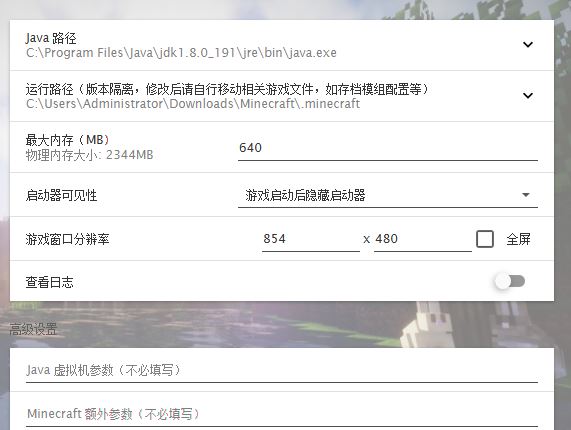 Java 路径
C:\Program Files\Java\jdk1.8.0_191\jre\bin\java.exe
运行路径（版本隔离，修改后请自行移动相关游戏文件，如存档模组配置等）
C:\Users\Administrator\Downloads\Minecraft\.minecraft
最大内存（MB）
物理内存大小: 2344MB
640
启动器可见性
游戏启动后隐藏启动器
游戏窗口分辨率
854 x 480
全屏
查看日志
高级设置
Java 虚拟机参数（不必填写）
Minecraft 额外参数（不必填写）